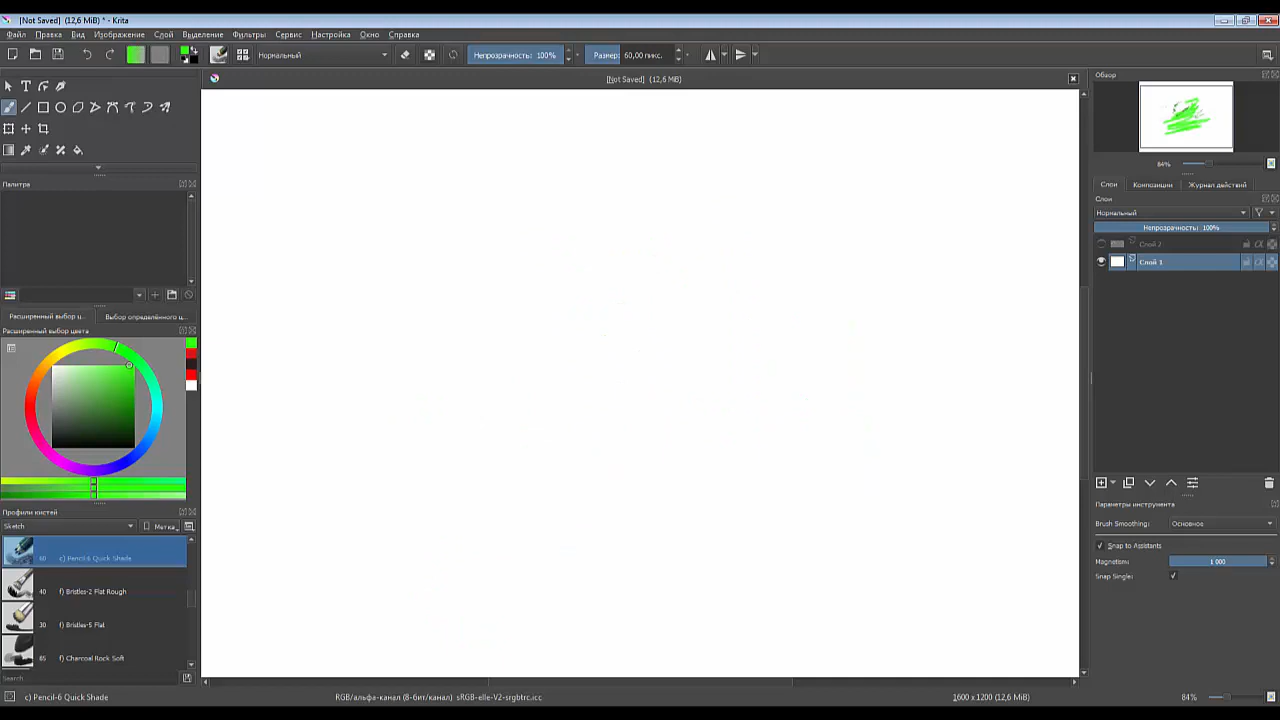 [Not Saved] (12,6 MiB) * - Krita
Файл Правка Вид Изображение Слой Выделение Фильтры Сервис Настройка Окно Справка
Нормальный Непрозрачность: 100% Размер: 60,00 пикс.
[Not Saved] (12,6 MiB)
Обзор
84%
Палитра
Слои Композиции Журнал действий
Слои
Нормальный
Непрозрачность: 100%
Слой 2
Слой 1
Расширенный выбор ц... Выбор определённого ц...
Расширенный выбор цвета
Параметры инструмента
Brush Smoothing: Основное
Snap to Assistants
Magnetism: 1 000
Snap Single:
Профили кистей
Sketch Метка
60 c) Pencil-6 Quick Shade
40 f) Bristles-2 Flat Rough
30 f) Bristles-5 Flat
65 f) Charcoal Rock Soft
Search
c) Pencil-6 Quick Shade RGB/альфа-канал (8-бит/канал) sRGB-elle-V2-srgbtrc.icc 1600 x 1200 (12,6 MiB) 84%